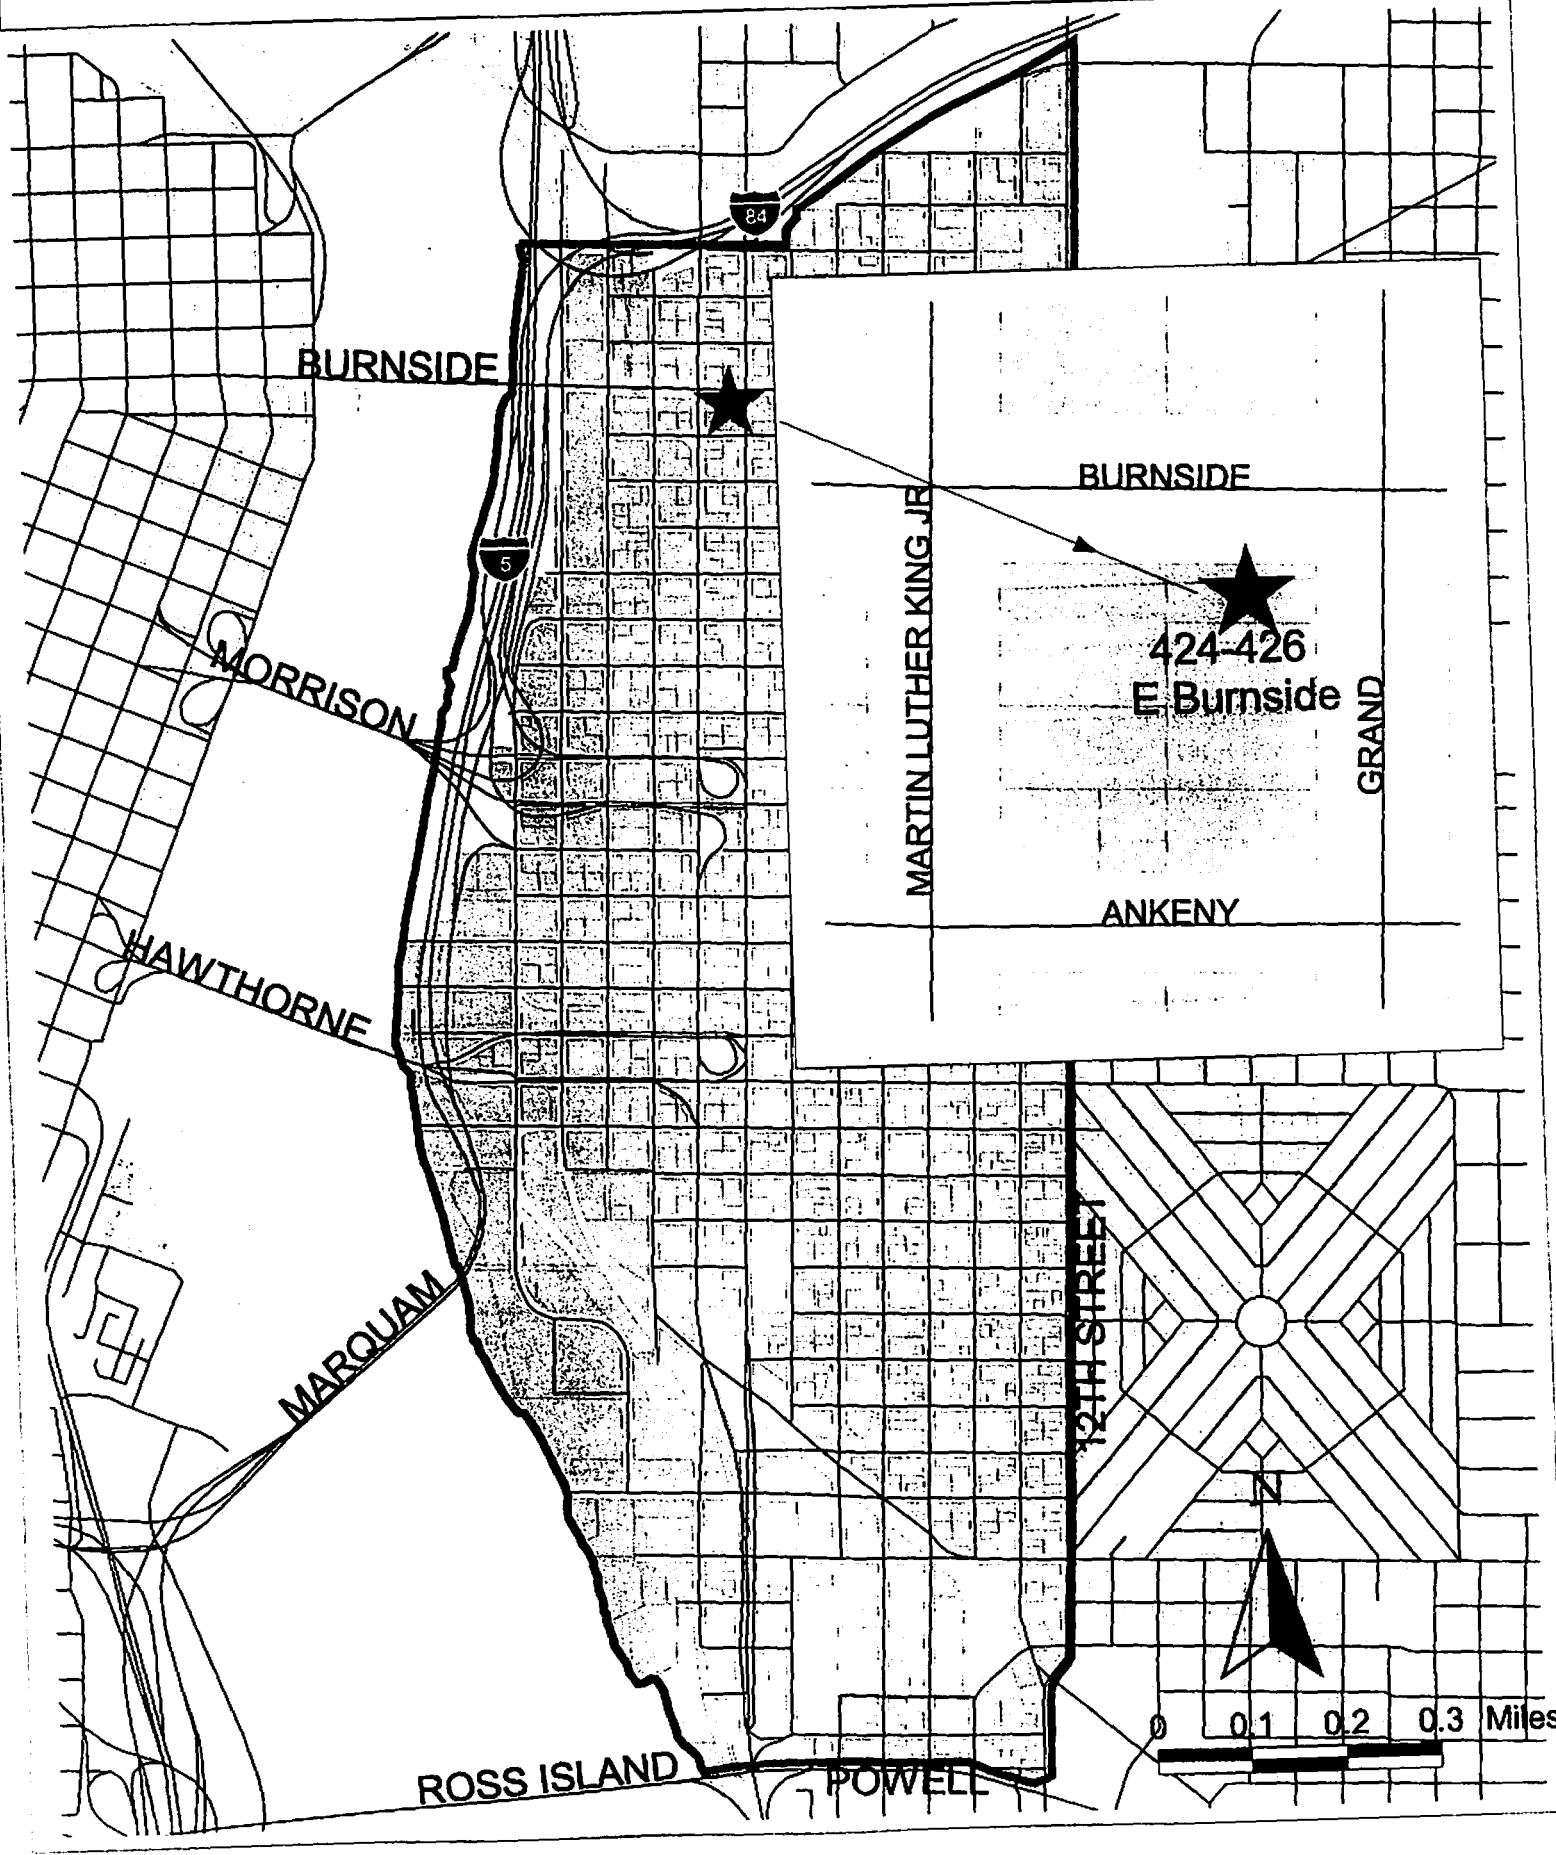 84
BURNSIDE
BURNSIDE
MARTIN LUTHER KING JR
5
424-426
E Burnside
MORRISON
GRAND
ANKENY
HAWTHORNE
12TH STREET
MARQUAM
N
0 0.1 0.2 0.3 Miles
ROSS ISLAND
POWELL